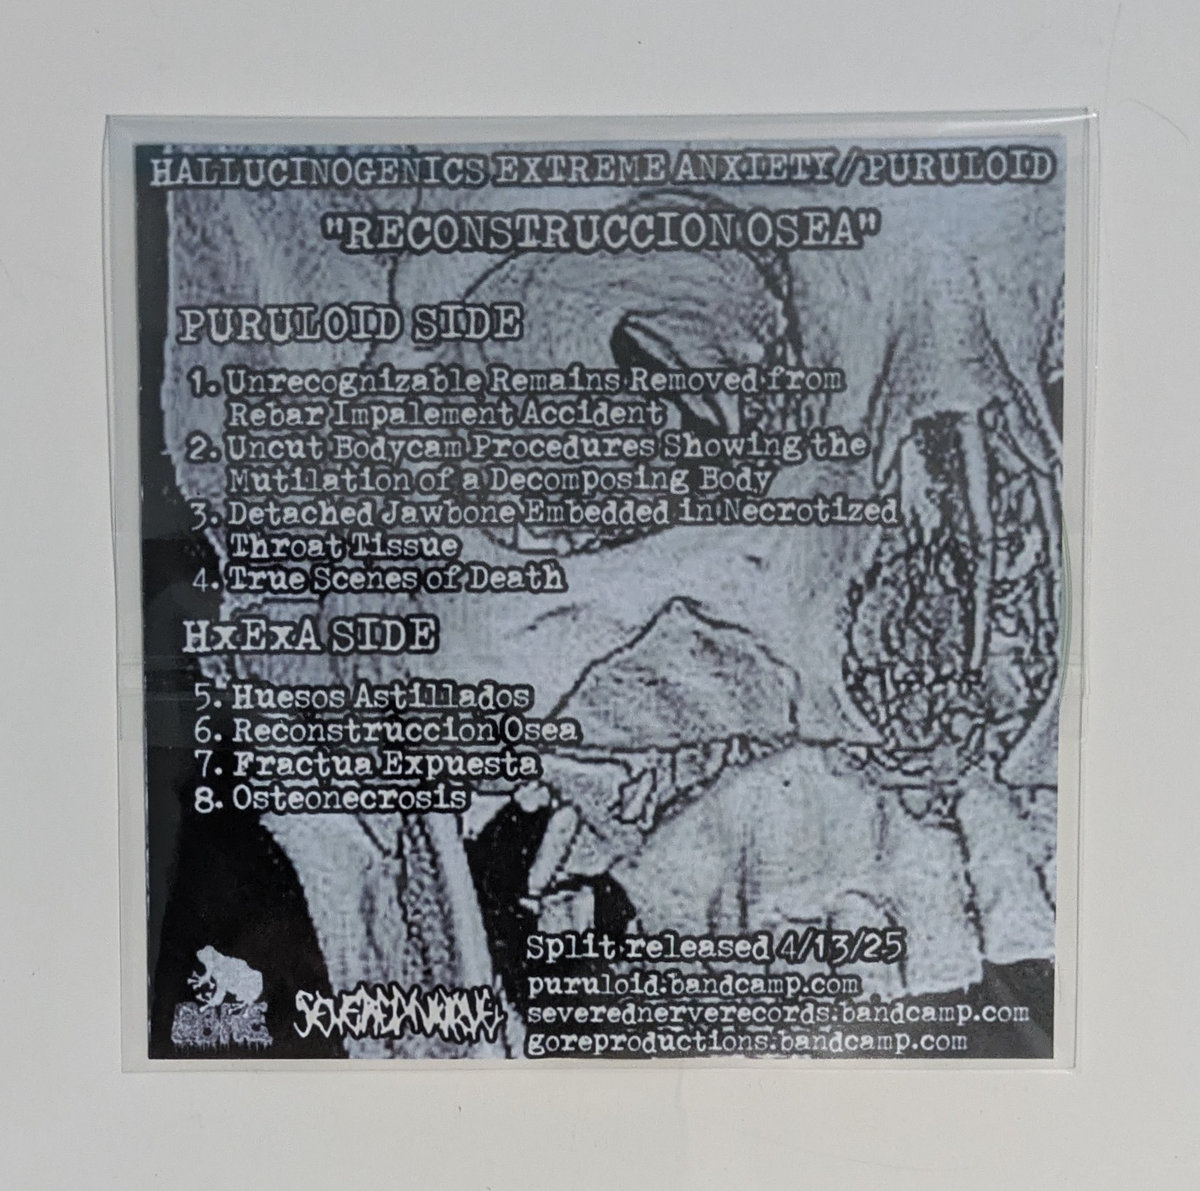 HALLUCINOGENICS EXTREME ANXIETY//PURULOID
"RECONSTRUCCION OSEA"
PURULOID SIDE
1. Unrecognizable Remains Removed from
Rebar Impalement Accident
2. Uncut Bodycam Procedures Showing the
Mutilation of a Decomposing Body
3. Detached Jawbone Embedded in Necrotized
Throat Tissue
4. True Scenes of Death
HxExA SIDE
5. Huesos Astillados
6. Reconstruccion Osea
7. Fractua Expuesta
8. Osteonecrosis
Split released 4/13/25
puruloid.bandcamp.com
SEVERED NERVE
severednerverecords.bandcamp.com
GORE
goreproductions.bandcamp.com